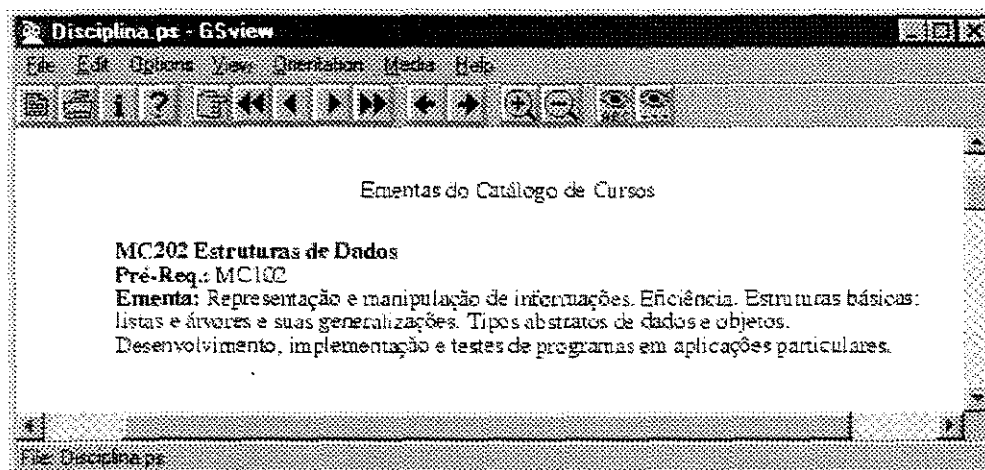 Disciplina.ps - GSview
File Edit Options View Orientation Media Help
Ementas do Catálogo de Cursos
MC202 Estruturas de Dados
Pré-Req.: MC102
Ementa: Representação e manipulação de informações. Eficiência. Estruturas básicas:
listas e árvores e suas generalizações. Tipos abstratos de dados e objetos.
Desenvolvimento, implementação e testes de programas em aplicações particulares.
File: Disciplina.ps